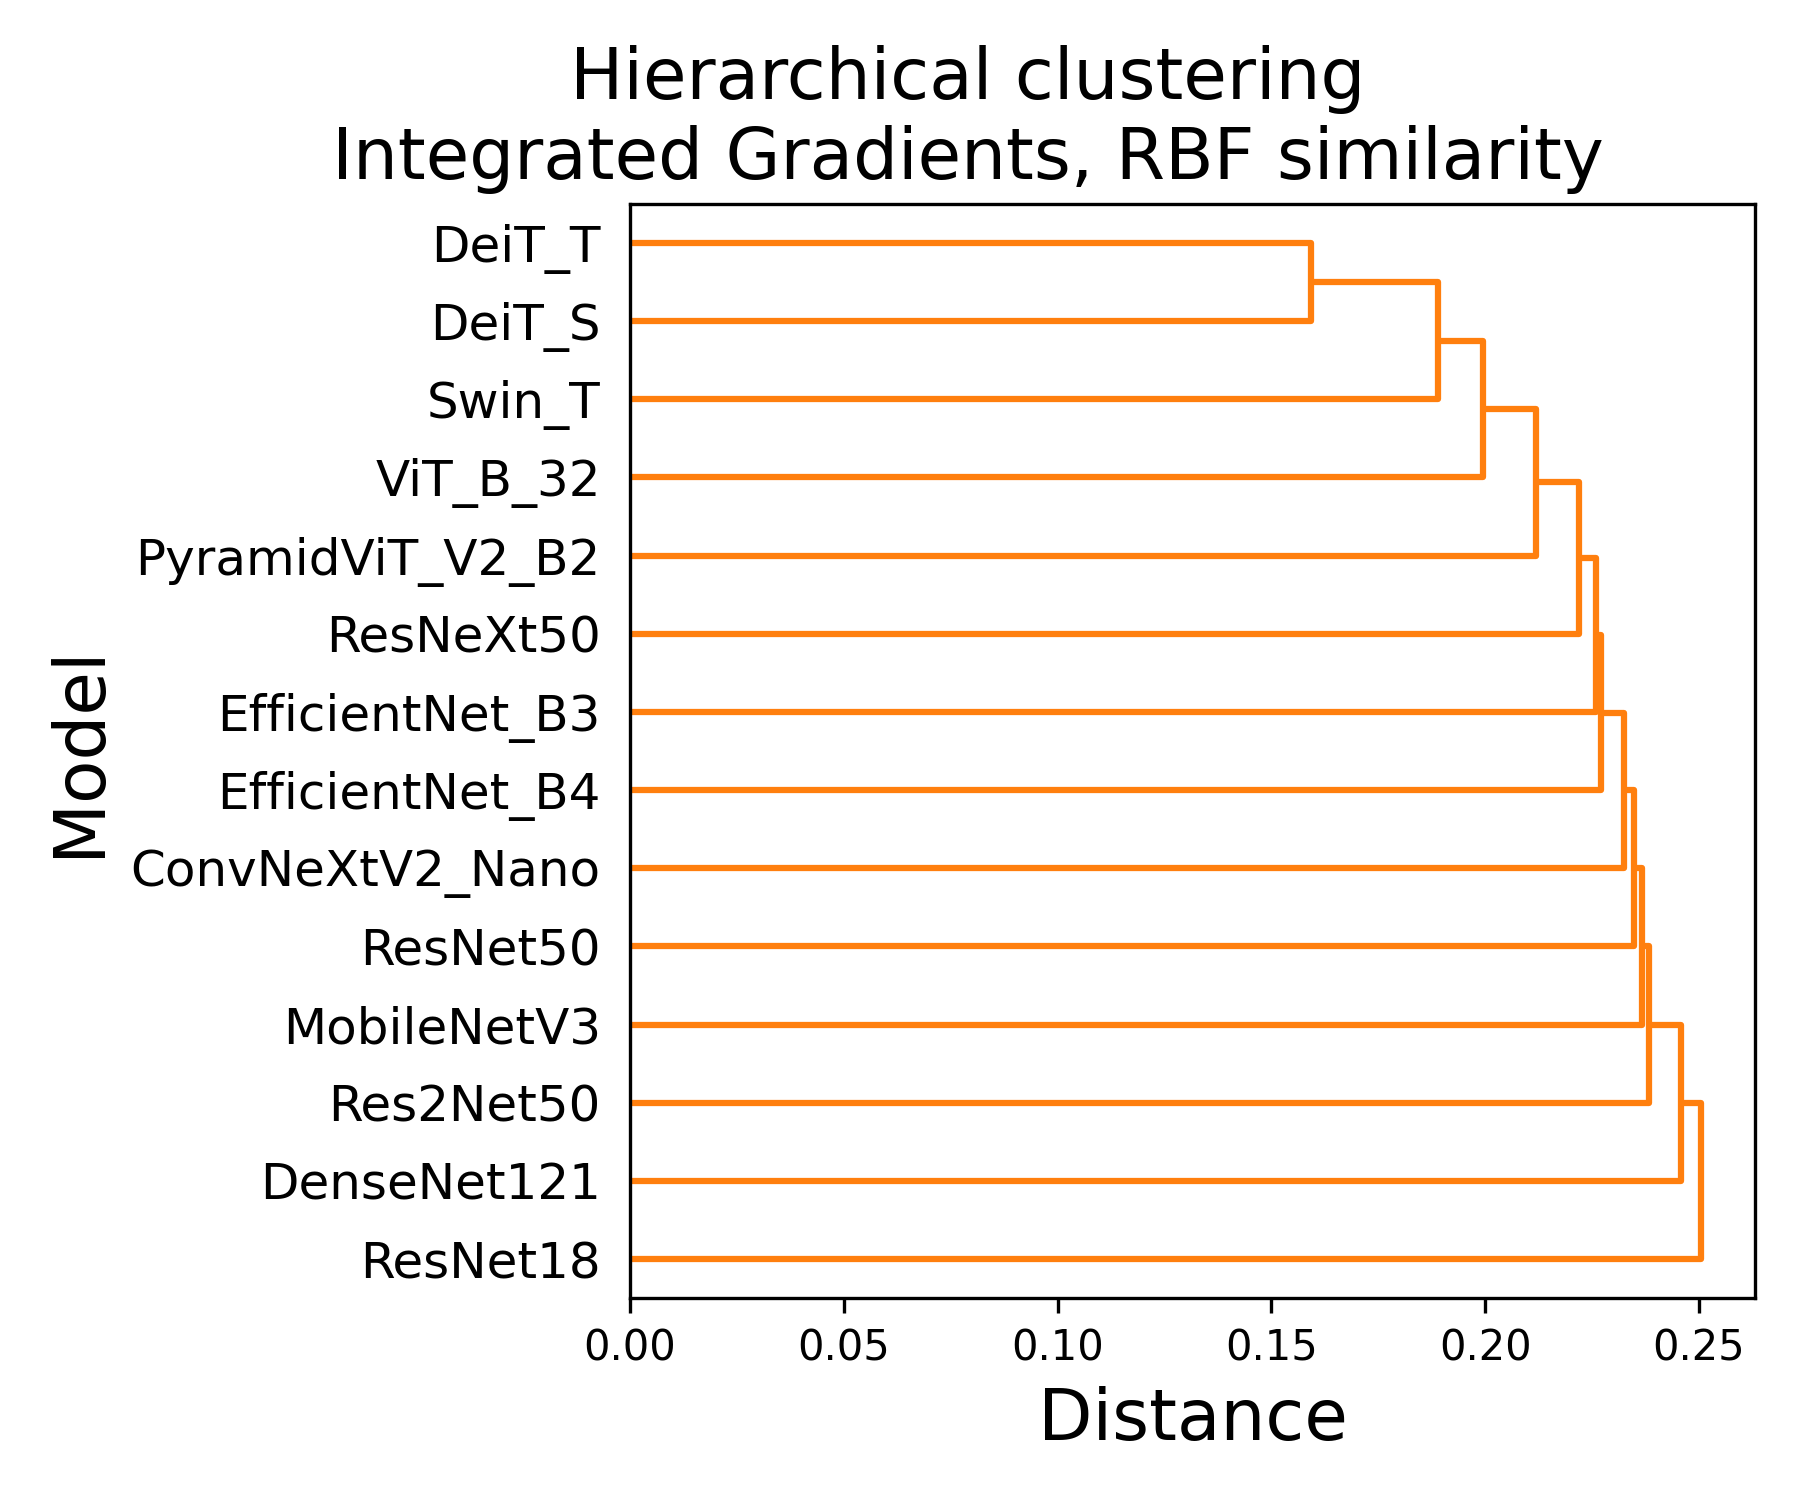 Hierarchical clustering
Integrated Gradients, RBF similarity
DeiT_T
DeiT_S
Swin_T
ViT_B_32
PyramidViT_V2_B2
ResNeXt50
EfficientNet_B3
EfficientNet_B4
ConvNeXtV2_Nano
ResNet50
MobileNetV3
Res2Net50
DenseNet121
ResNet18
Model
0.00 0.05 0.10 0.15 0.20 0.25
Distance